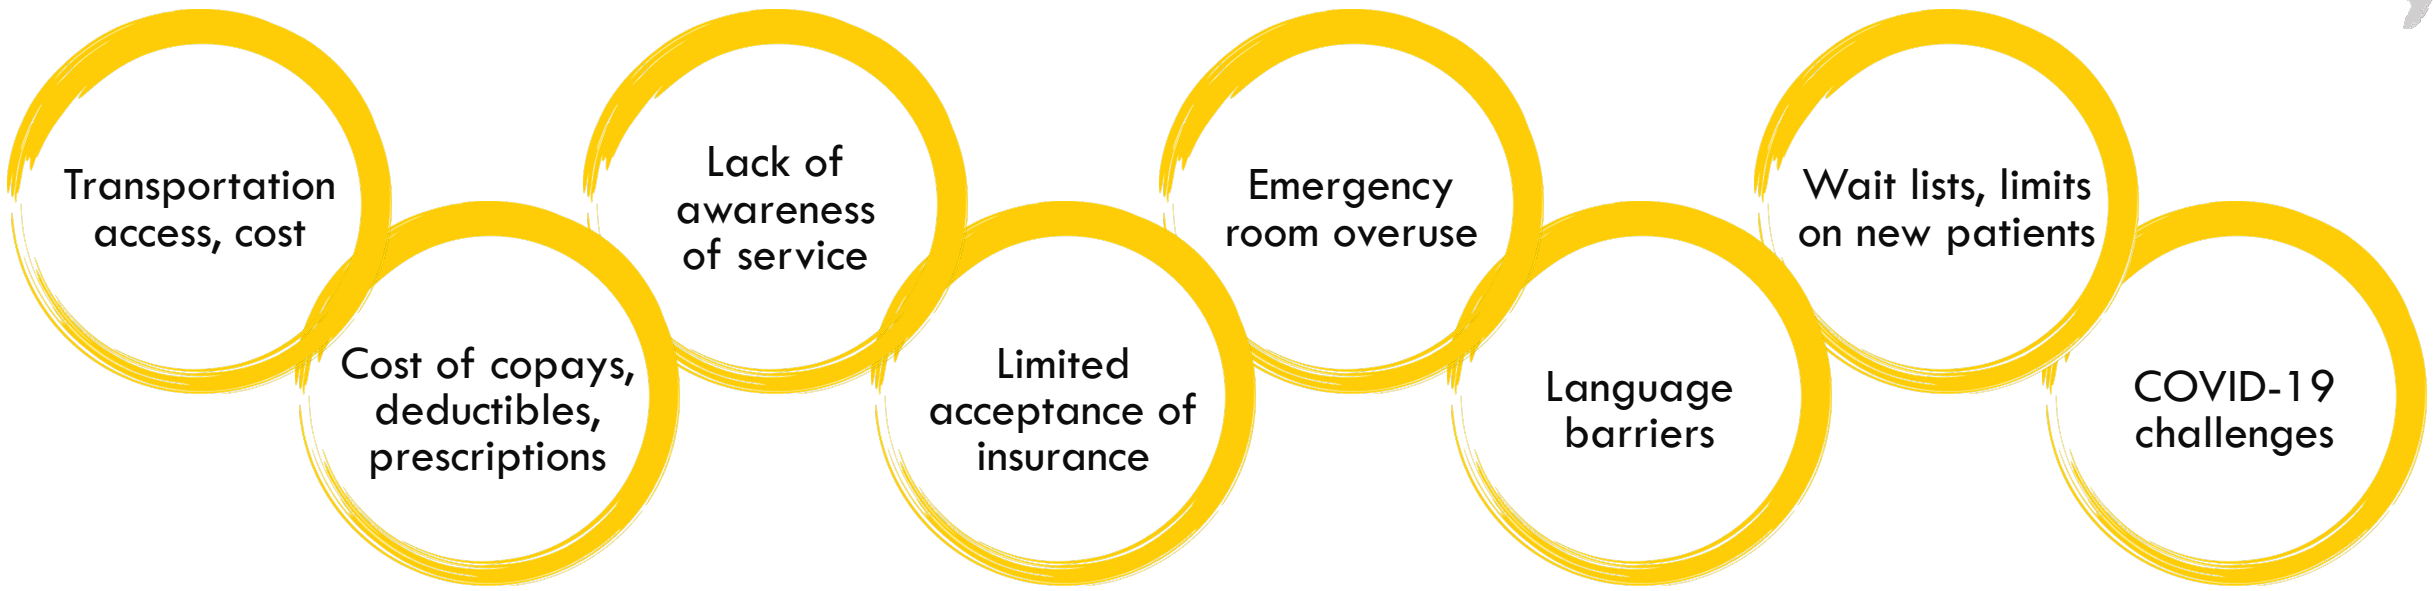 Transportation
access, cost
Cost of copays,
deductibles,
prescriptions
Lack of
awareness
of service
Limited
acceptance of
insurance
Emergency
room overuse
Language
barriers
Wait lists, limits
on new patients
COVID-19
challenges